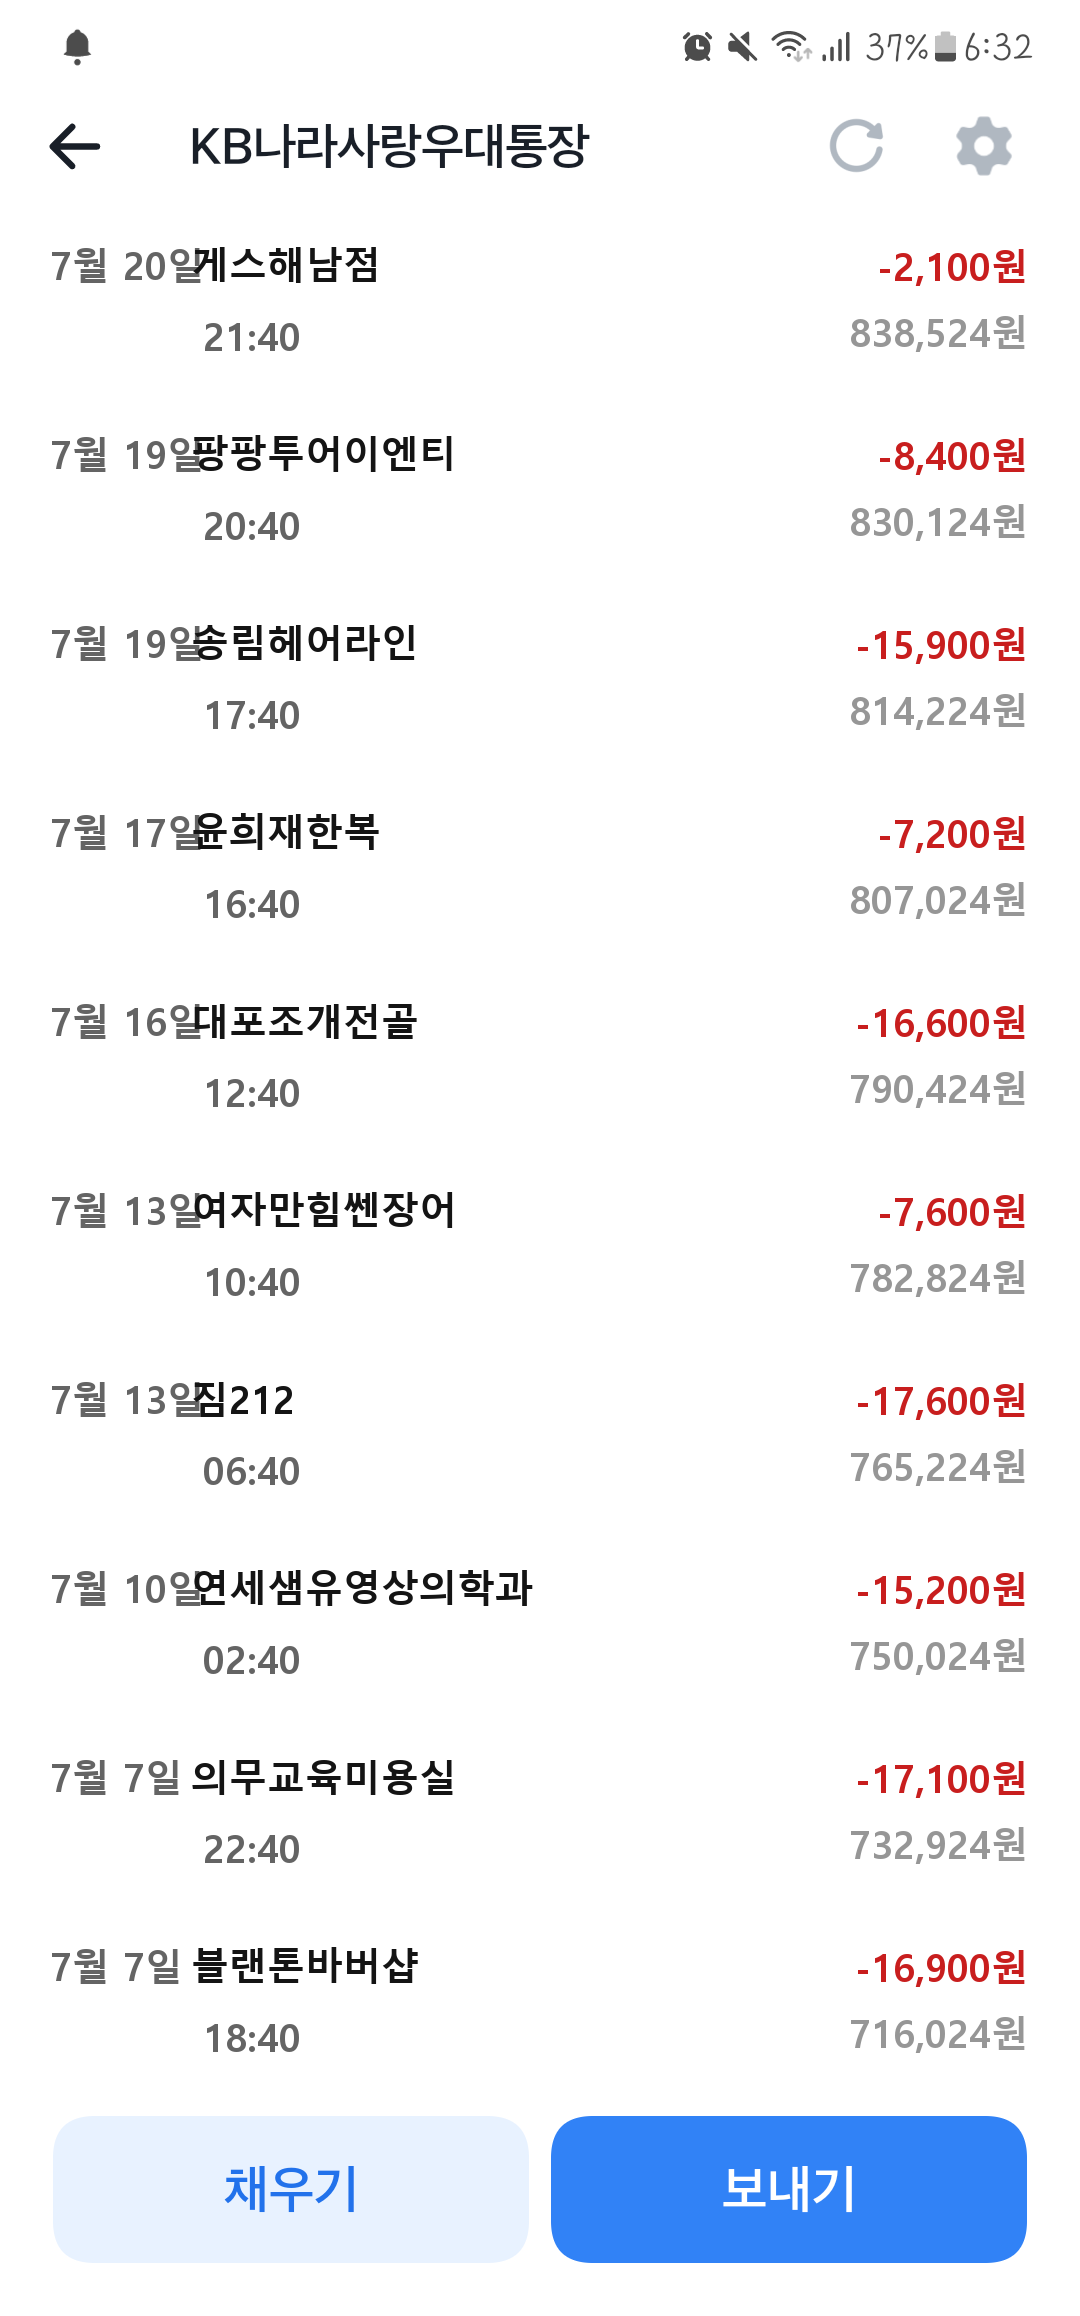 37% 6:32
KB나라사랑우대통장
7월 20일 게스해남점 -2,100원
21:40 838,524원
7월 19일 팡팡투어이엔티 -8,400원
20:40 830,124원
7월 19일 송림헤어라인 -15,900원
17:40 814,224원
7월 17일 윤희재한복 -7,200원
16:40 807,024원
7월 16일 대포조개전골 -16,600원
12:40 790,424원
7월 13일 여자만힘쎈장어 -7,600원
10:40 782,824원
7월 13일 짐212 -17,600원
06:40 765,224원
7월 10일 연세샘유영상의학과 -15,200원
02:40 750,024원
7월 7일 의무교육미용실 -17,100원
22:40 732,924원
7월 7일 블랜톤바버샵 -16,900원
18:40 716,024원
채우기 보내기